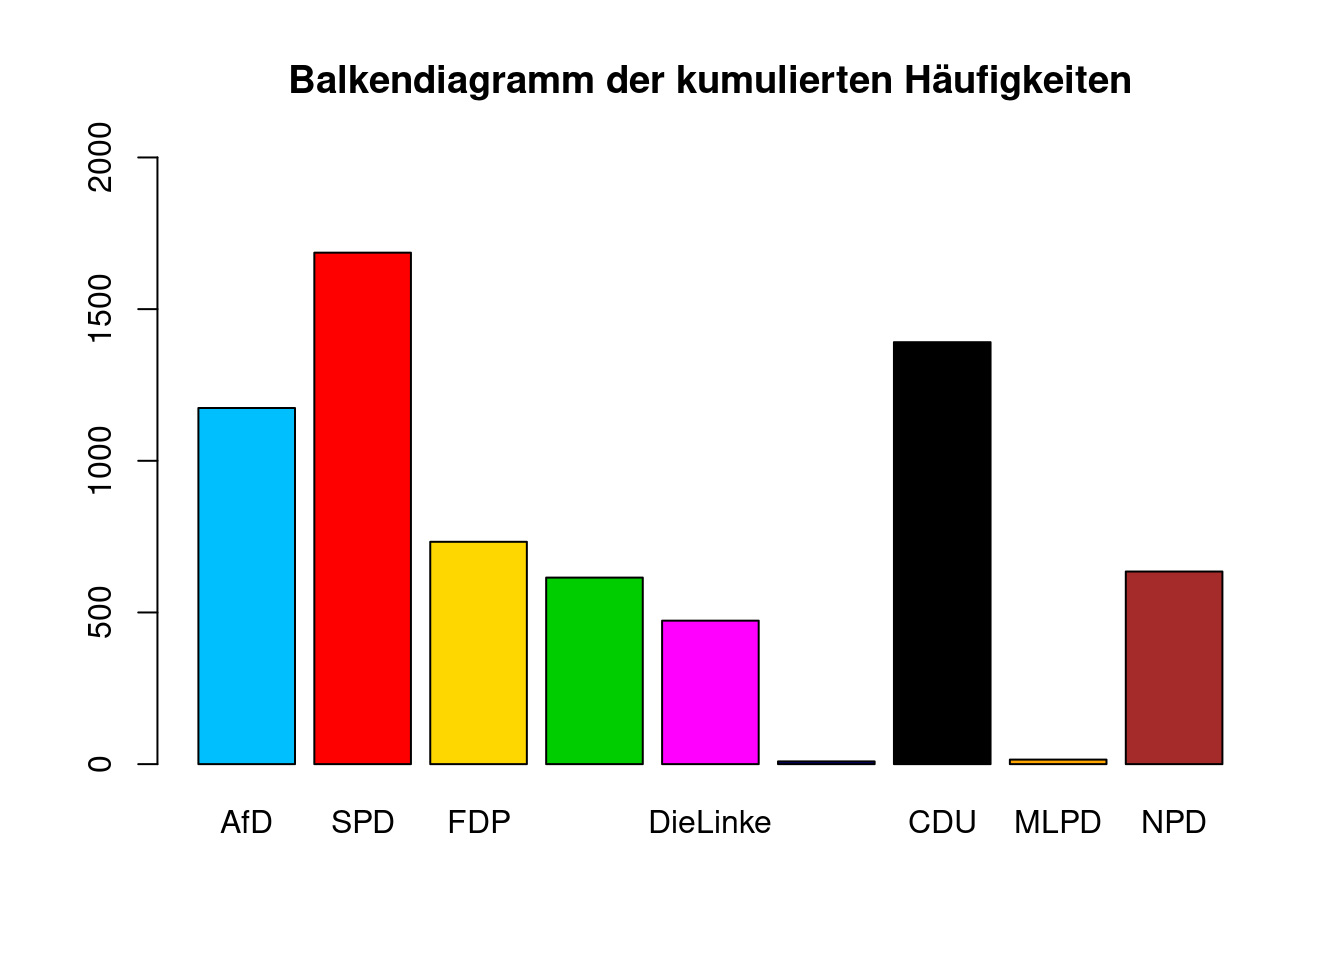 Balkendiagramm der kumulierten Häufigkeiten
2000
1500
1000
500
0
AfD SPD FDP DieLinke CDU MLPD NPD